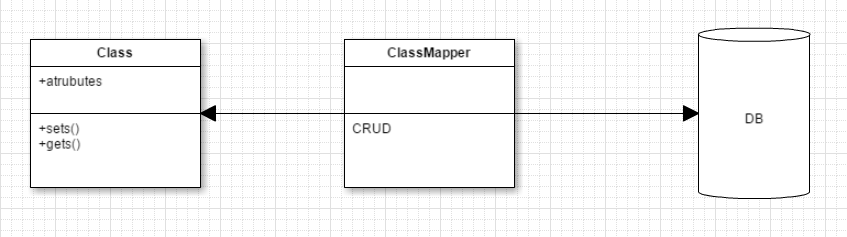 Class
+atrubutes
+sets()
+gets()
ClassMapper
CRUD
DB